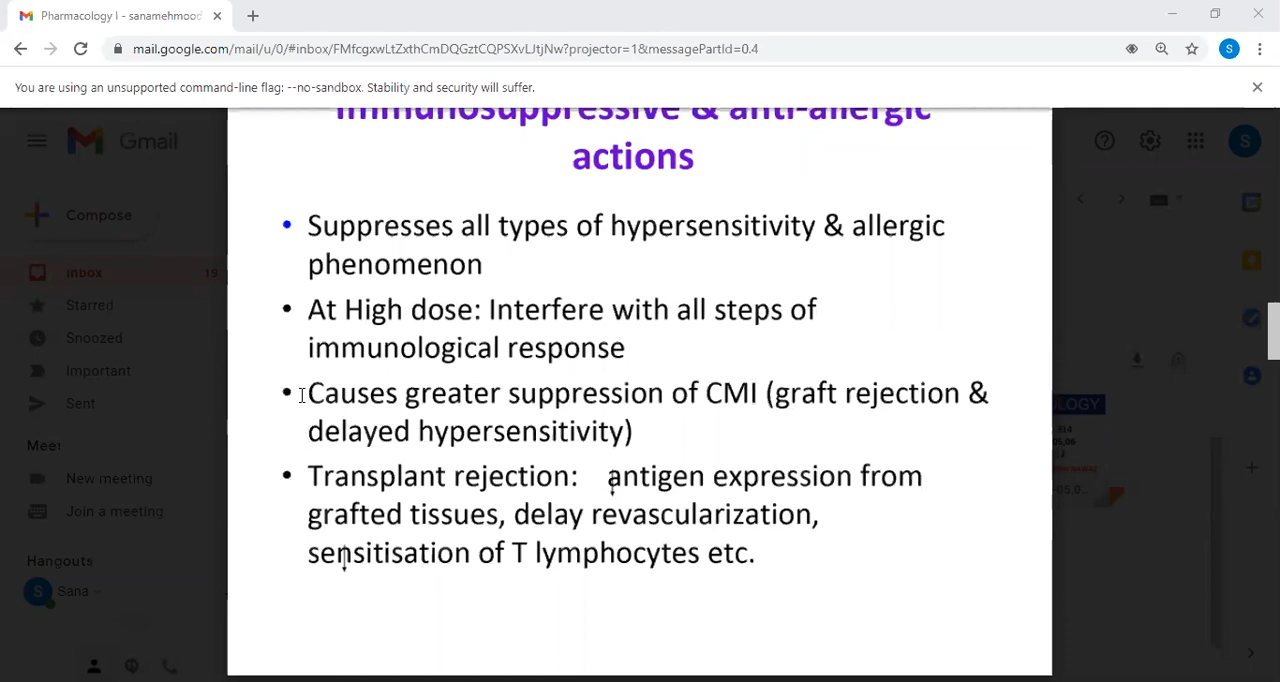 Pharmacology I - sanamehmood
mail.google.com/mail/u/0/#inbox/FMfcgxwLtZxthCmDQGztCQPSXvLJtjNw?projector=1&messagePartId=0.4
S
You are using an unsupported command-line flag: --no-sandbox. Stability and security will suffer.
Immunosuppressive & anti-allergic
actions
Gmail
S
Compose
Inbox 19
Starred
Snoozed
Important
Sent
Meet
New meeting
Join a meeting
Hangouts
S Sana
• Suppresses all types of hypersensitivity & allergic
phenomenon
• At High dose: Interfere with all steps of
immunological response
• Causes greater suppression of CMI (graft rejection &
delayed hypersensitivity)
• Transplant rejection: antigen expression from
grafted tissues, delay revascularization,
sensitisation of T lymphocytes etc.
OLOGY